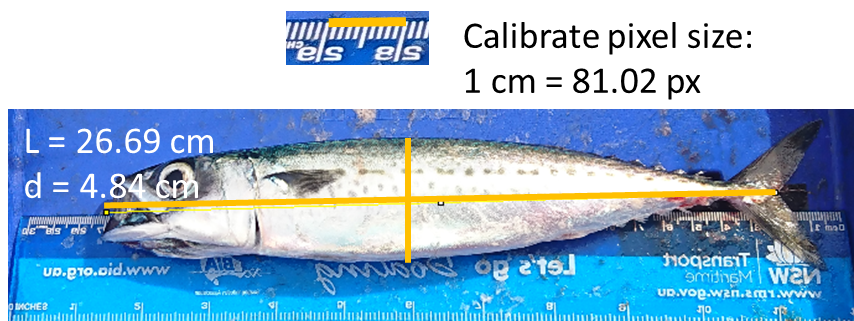 Calibrate pixel size:
1 cm = 81.02 px
L = 26.69 cm
d = 4.84 cm
www.bia.org.au
Let's go
Boating
Transport
Maritime
www.rms.nsw.gov.au
NSW
INCHES